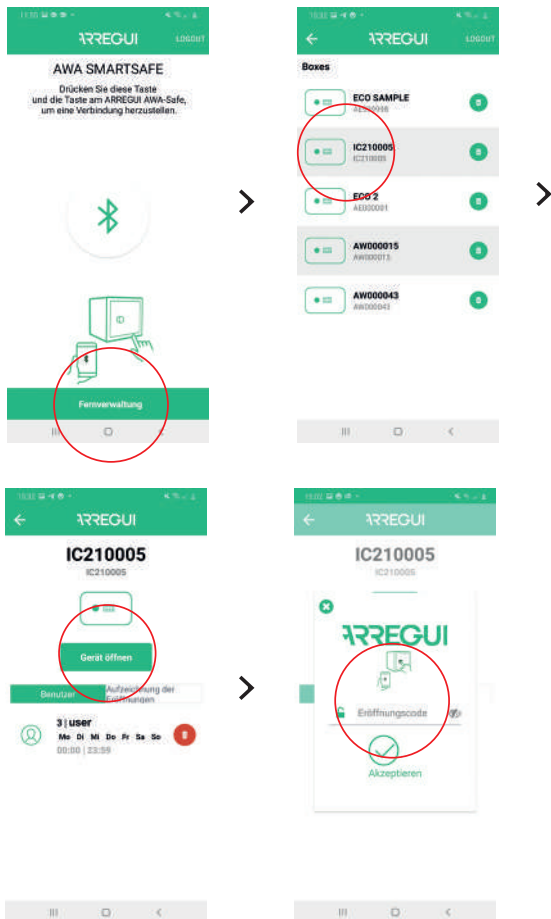 ARREGUI
LOGOUT
AWA SMARTSAFE
Drücken Sie diese Taste
und die Taste am ARREGUI AWA-Safe,
um eine Verbindung herzustellen.
Fernverwaltung
ARREGUI
LOGOUT
Boxes
ECO SAMPLE
IC210005
IC210005
ECO 2
AE000001
AW000015
AW000015
AW000043
AW000043
ARREGUI
IC210005
IC210005
Gerät öffnen
Benutzer
Aufzeichnung der
Eröffnungen
3 | user
Mo Di Mi Do Fr Sa So
00:00 | 23:59
ARREGUI
IC210005
IC210005
ARREGUI
Eröffnungscode
Akzeptieren